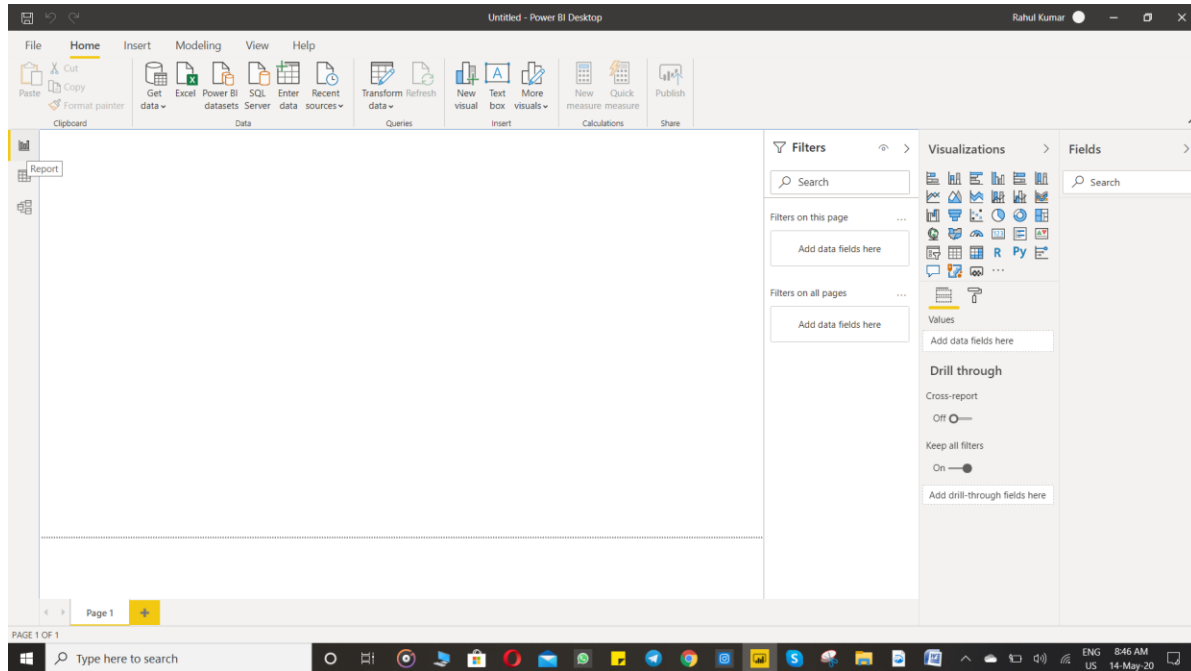 Untitled - Power BI Desktop
Rahul Kumar
File Home Insert Modeling View Help
Paste
Cut
Copy
Format painter
Clipboard
Get data
Excel
Power BI datasets
SQL Server
Enter data
Recent sources
Data
Transform data
Refresh
Queries
New visual
Text box
More visuals
Insert
New measure
Quick measure
Calculations
Publish
Share
Report
Filters
Search
Filters on this page
...
Add data fields here
Filters on all pages
...
Add data fields here
Visualizations
123
R Py
...
Values
Add data fields here
Drill through
Cross-report
Off
Keep all filters
On
Add drill-through fields here
Fields
Search
Page 1
PAGE 1 OF 1
Type here to search
ENG
US
8:46 AM
14-May-20